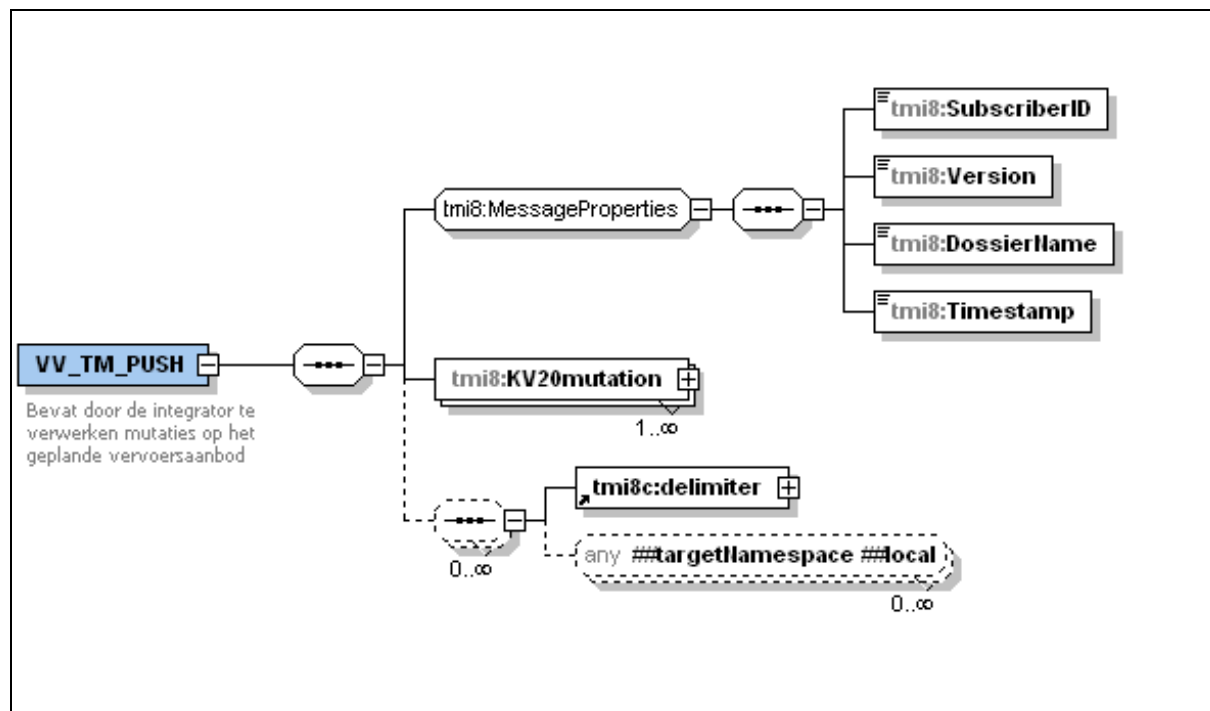 tmi8:SubscriberID
tmi8:Version
tmi8:MessageProperties
tmi8:DossierName
tmi8:Timestamp
VV_TM_PUSH
Bevat door de integrator te
verwerken mutaties op het
geplande vervoersaanbod
tmi8:KV20mutation
1..∞
tmi8c:delimiter
any ##targetNamespace ##local
0..∞
0..∞